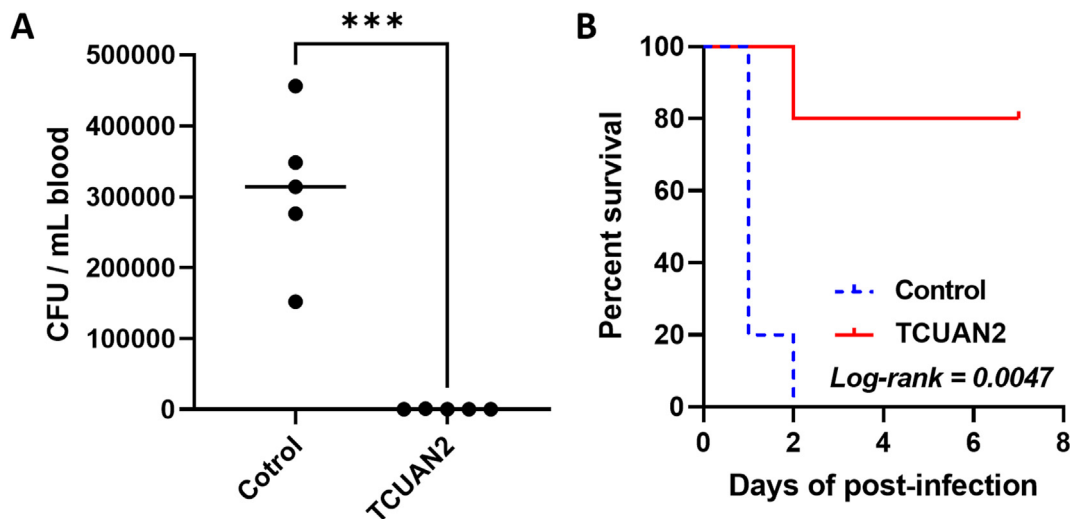 A
***
CFU / mL blood
500000
400000
300000
200000
100000
0
Cotrol
TCUAN2
B
Percent survival
100
80
60
40
20
0
0 2 4 6 8
Days of post-infection
Control
TCUAN2
Log-rank = 0.0047